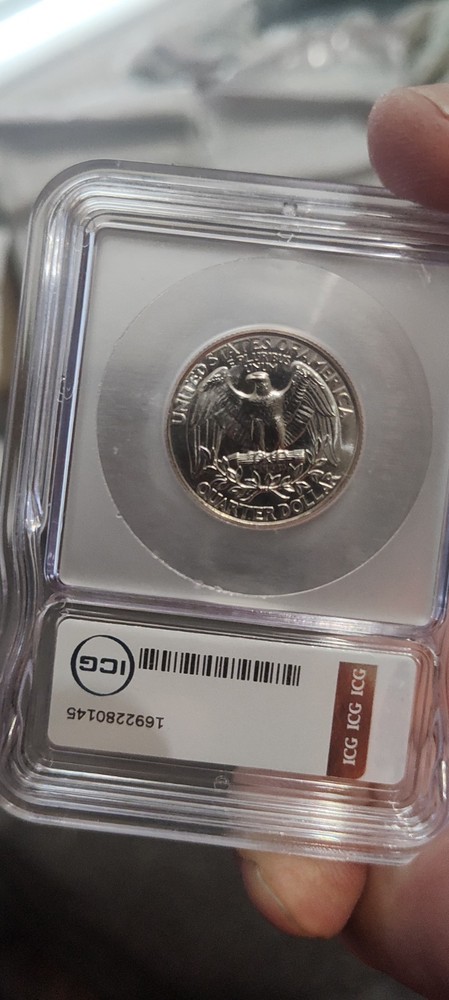 UNITED STATES OF AMERICA
E PLURIBUS
UNUM
QUARTER DOLLAR
ICG
1692280145
ICG ICG ICG